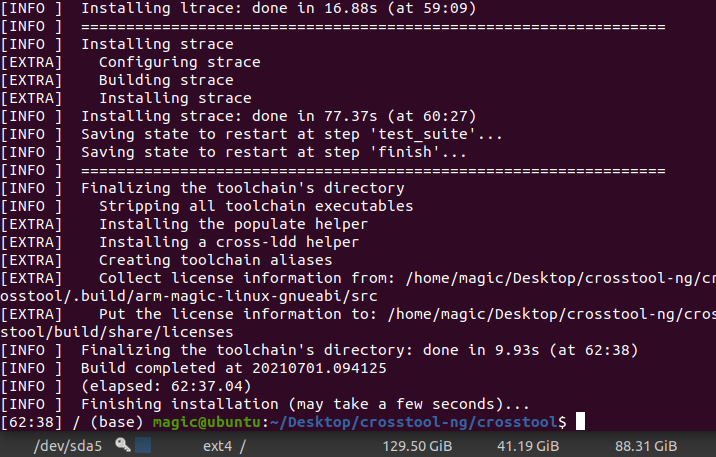 [INFO ]  Installing ltrace: done in 16.88s (at 59:09)
[INFO ]  =================================================================
[INFO ]  Installing strace
[EXTRA]    Configuring strace
[EXTRA]    Building strace
[EXTRA]    Installing strace
[INFO ]  Installing strace: done in 77.37s (at 60:27)
[INFO ]  Saving state to restart at step 'test_suite'...
[INFO ]  Saving state to restart at step 'finish'...
[INFO ]  =================================================================
[INFO ]  Finalizing the toolchain's directory
[INFO ]    Stripping all toolchain executables
[EXTRA]    Installing the populate helper
[EXTRA]    Installing a cross-ldd helper
[EXTRA]    Creating toolchain aliases
[EXTRA]    Collect license information from: /home/magic/Desktop/crosstool-ng/cr
osstool/.build/arm-magic-linux-gnueabi/src
[EXTRA]    Put the license information to: /home/magic/Desktop/crosstool-ng/cros
stool/build/share/licenses
[INFO ]  Finalizing the toolchain's directory: done in 9.93s (at 62:38)
[INFO ]  Build completed at 20210701.094125
[INFO ]  (elapsed: 62:37.04)
[INFO ]  Finishing installation (may take a few seconds)...
[62:38] / (base) magic@ubuntu:~/Desktop/crosstool-ng/crosstool$
/dev/sda5 ext4 / 129.50 GiB 41.19 GiB 88.31 GiB